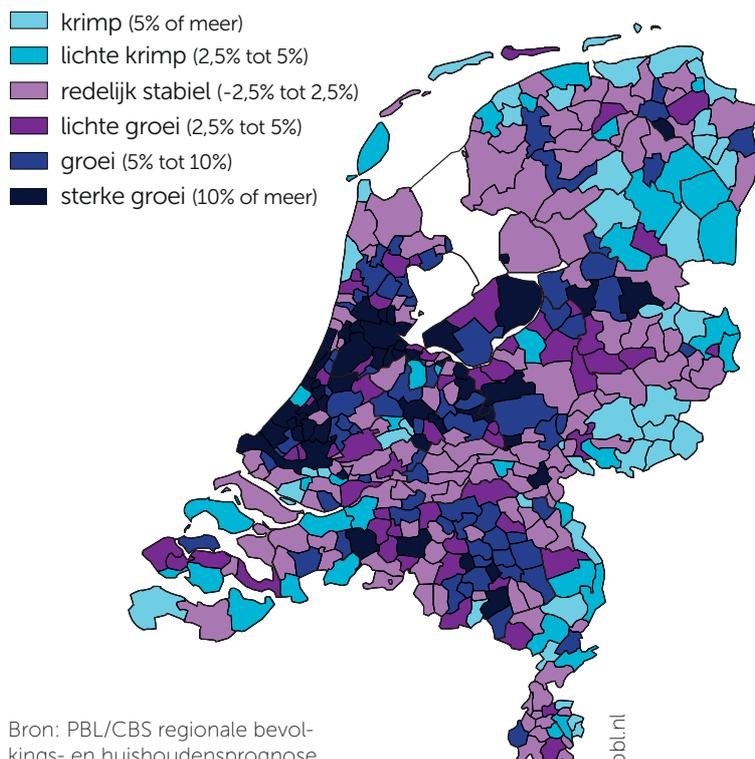 krimp (5% of meer)
lichte krimp (2,5% tot 5%)
redelijk stabiel (-2,5% tot 2,5%)
lichte groei (2,5% tot 5%)
groei (5% tot 10%)
sterke groei (10% of meer)
Bron: PBL/CBS regionale bevol-
kings- en huishoudensprognose
pbl.nl